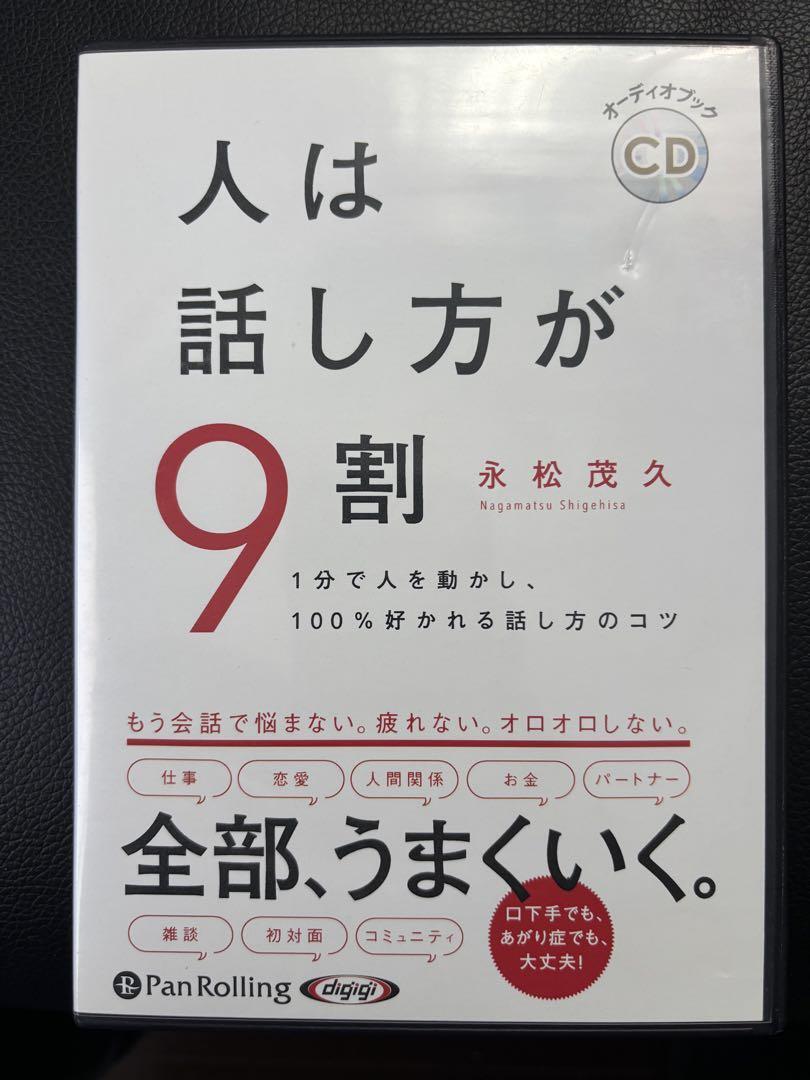 オーディオブック
CD
人は
話し方が
9割
永松茂久
Nagamatsu Shigehisa
1分で人を動かし、
100%好かれる話し方のコツ
もう会話で悩まない。疲れない。オロオロしない。
仕事 恋愛 人間関係 お金 パートナー
全部、うまくいく。
雑談 初対面 コミュニティ
口下手でも、
あがり症でも、
大丈夫!
PanRolling digigi